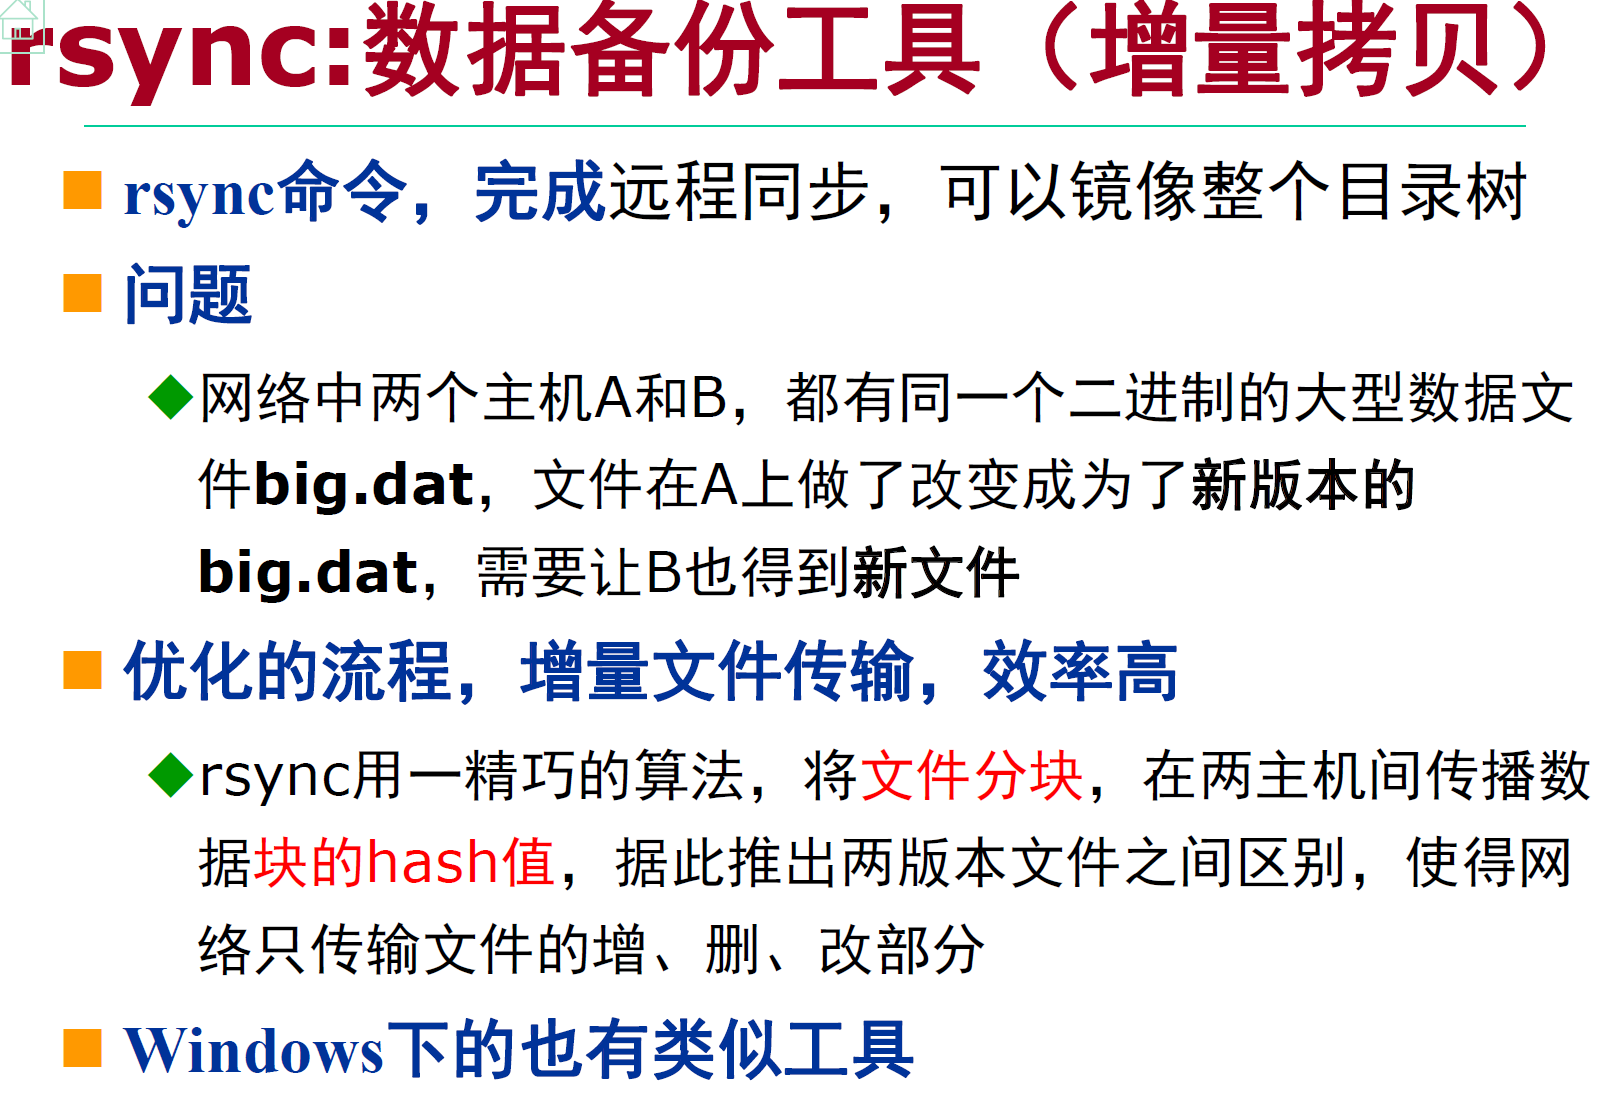 rsync:数据备份工具（增量拷贝）
rsync命令，完成远程同步，可以镜像整个目录树
问题
网络中两个主机A和B，都有同一个二进制的大型数据文
件big.dat，文件在A上做了改变成为了新版本的
big.dat，需要让B也得到新文件
优化的流程，增量文件传输，效率高
rsync用一精巧的算法，将文件分块，在两主机间传播数
据块的hash值，据此推出两版本文件之间区别，使得网
络只传输文件的增、删、改部分
Windows下的也有类似工具